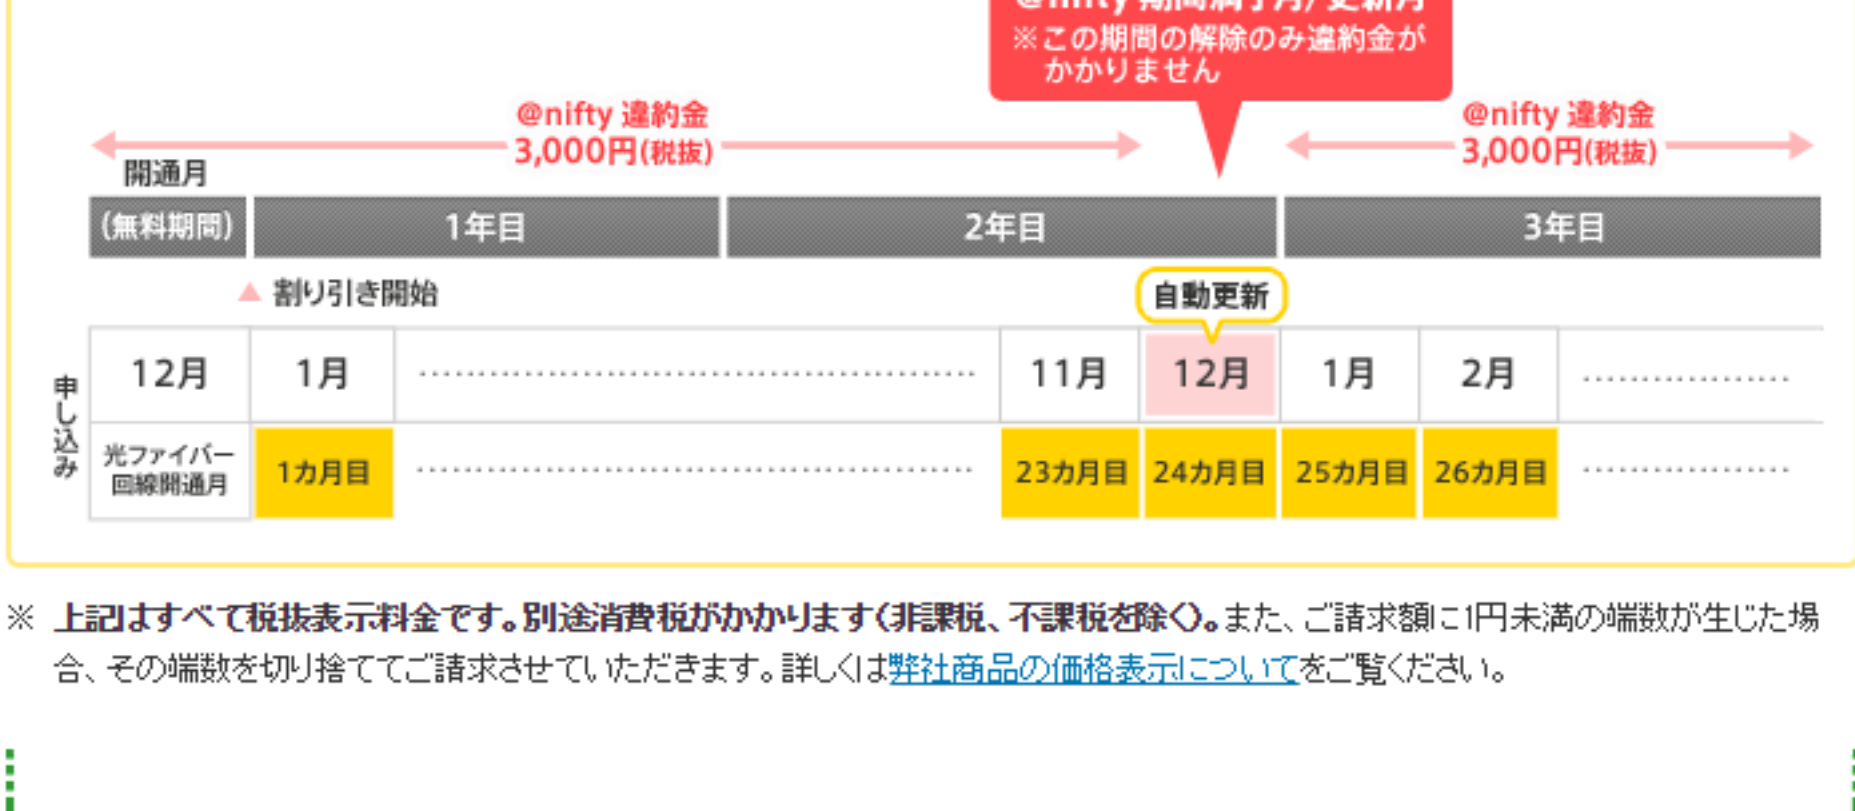 @nifty 期間満了月/更新月
※この期間の解除のみ違約金が
かかりません
@nifty 違約金
3,000円(税抜)
@nifty 違約金
3,000円(税抜)
開通月
(無料期間)
1年目
2年目
3年目
割り引き開始
自動更新
申し込み
12月
1月
11月
12月
1月
2月
光ファイバー
回線開通月
1カ月目
23カ月目
24カ月目
25カ月目
26カ月目
※ 上記はすべて税抜表示料金です。別途消費税がかかります(非課税、不課税を除く)。また、ご請求額に1円未満の端数が生じた場
合、その端数を切り捨ててご請求させていただきます。詳しくは弊社商品の価格表示についてをご覧ください。